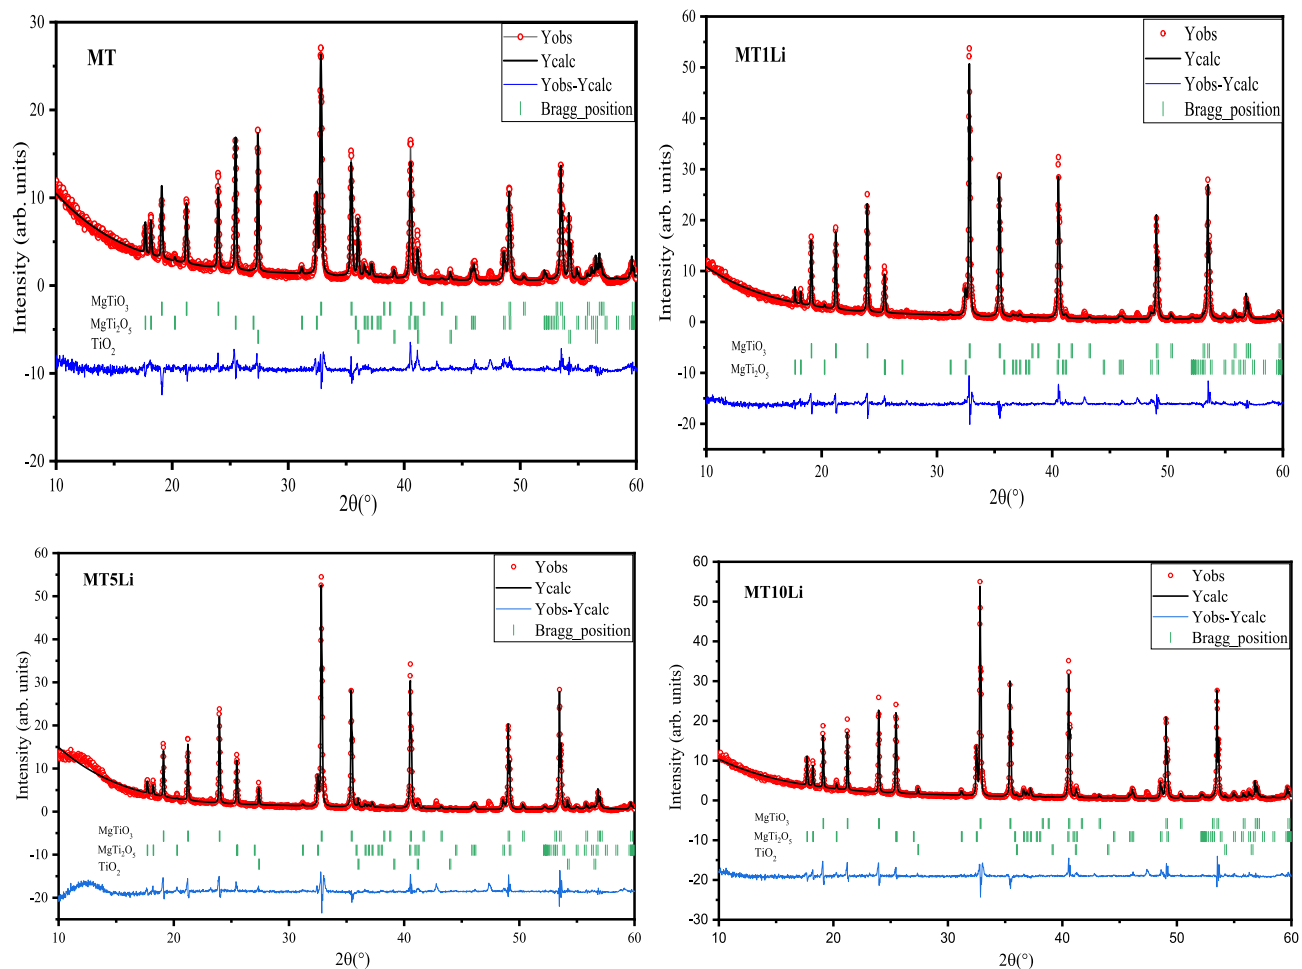 MT
Yobs
Ycalc
Yobs-Ycalc
Bragg_position
Intensity (arb. units)
30
20
10
0
-10
-20
MgTiO3
MgTi2O5
TiO2
10 20 30 40 50 60
2θ(°)
MT1Li
Yobs
Ycalc
Yobs-Ycalc
Bragg_position
Intensity (arb. units)
60
50
40
30
20
10
0
-10
-20
MgTiO3
MgTi2O5
10 20 30 40 50 60
2θ(°)
MT5Li
Yobs
Ycalc
Yobs-Ycalc
Bragg_position
Intensity (arb. units)
60
50
40
30
20
10
0
-10
-20
MgTiO3
MgTi2O5
TiO2
10 20 30 40 50 60
2θ(°)
MT10Li
Yobs
Ycalc
Yobs-Ycalc
Bragg_position
Intensity (arb. units)
60
50
40
30
20
10
0
-10
-20
-30
MgTiO3
MgTi2O5
TiO2
10 20 30 40 50 60
2θ(°)